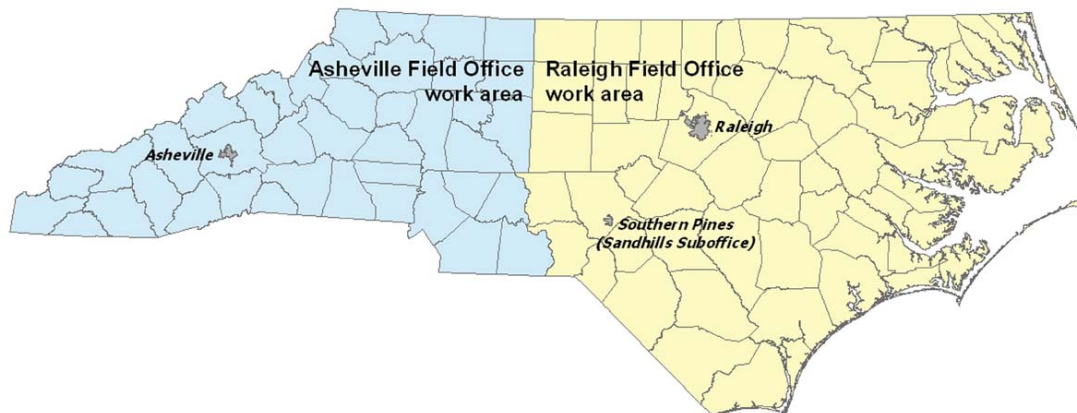 Asheville Field Office
work area
Raleigh Field Office
work area
Raleigh
Asheville
Southern Pines
(Sandhills Suboffice)